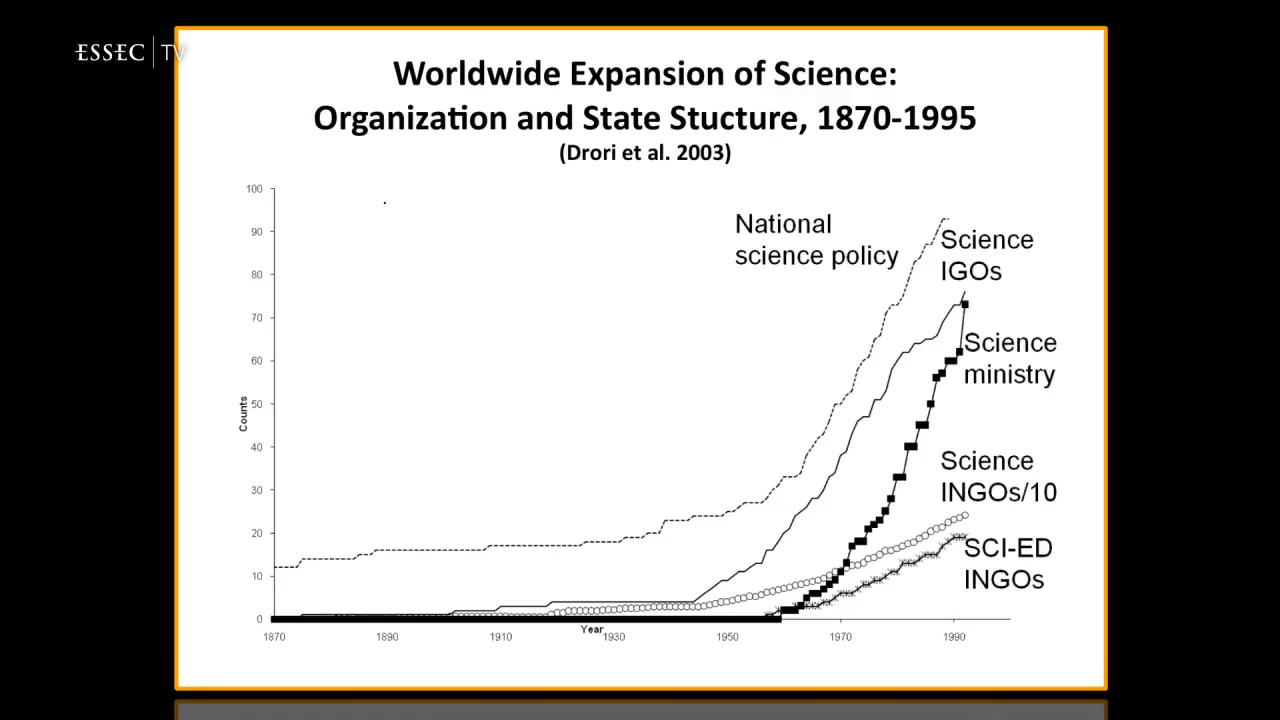 ESSEC | TV
Worldwide Expansion of Science:
Organization and State Stucture, 1870-1995
(Drori et al. 2003)
100
90
80
70
60
50
40
30
20
10
0
Counts
National
science policy
Science
IGOs
Science
ministry
Science
INGOs/10
SCI-ED
INGOs
Year
1870
1890
1910
1930
1950
1970
1990